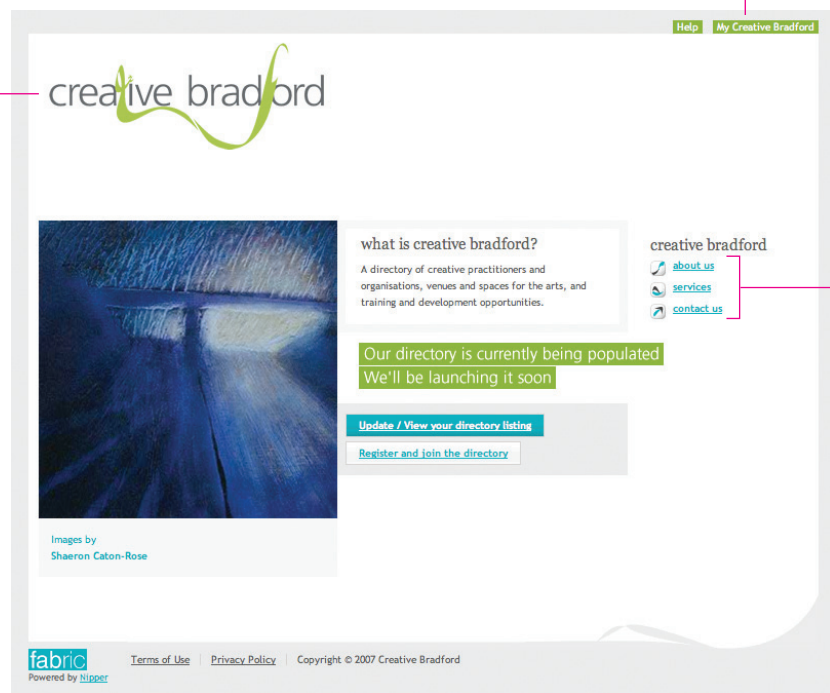 Help My Creative Bradford
creative bradford
what is creative bradford?
A directory of creative practitioners and
organisations, venues and spaces for the arts, and
training and development opportunities.
creative bradford
about us
services
contact us
Our directory is currently being populated
We'll be launching it soon
Update / View your directory listing
Register and join the directory
Images by
Shaeron Caton-Rose
fabric
Powered by Nipper
Terms of Use Privacy Policy Copyright © 2007 Creative Bradford